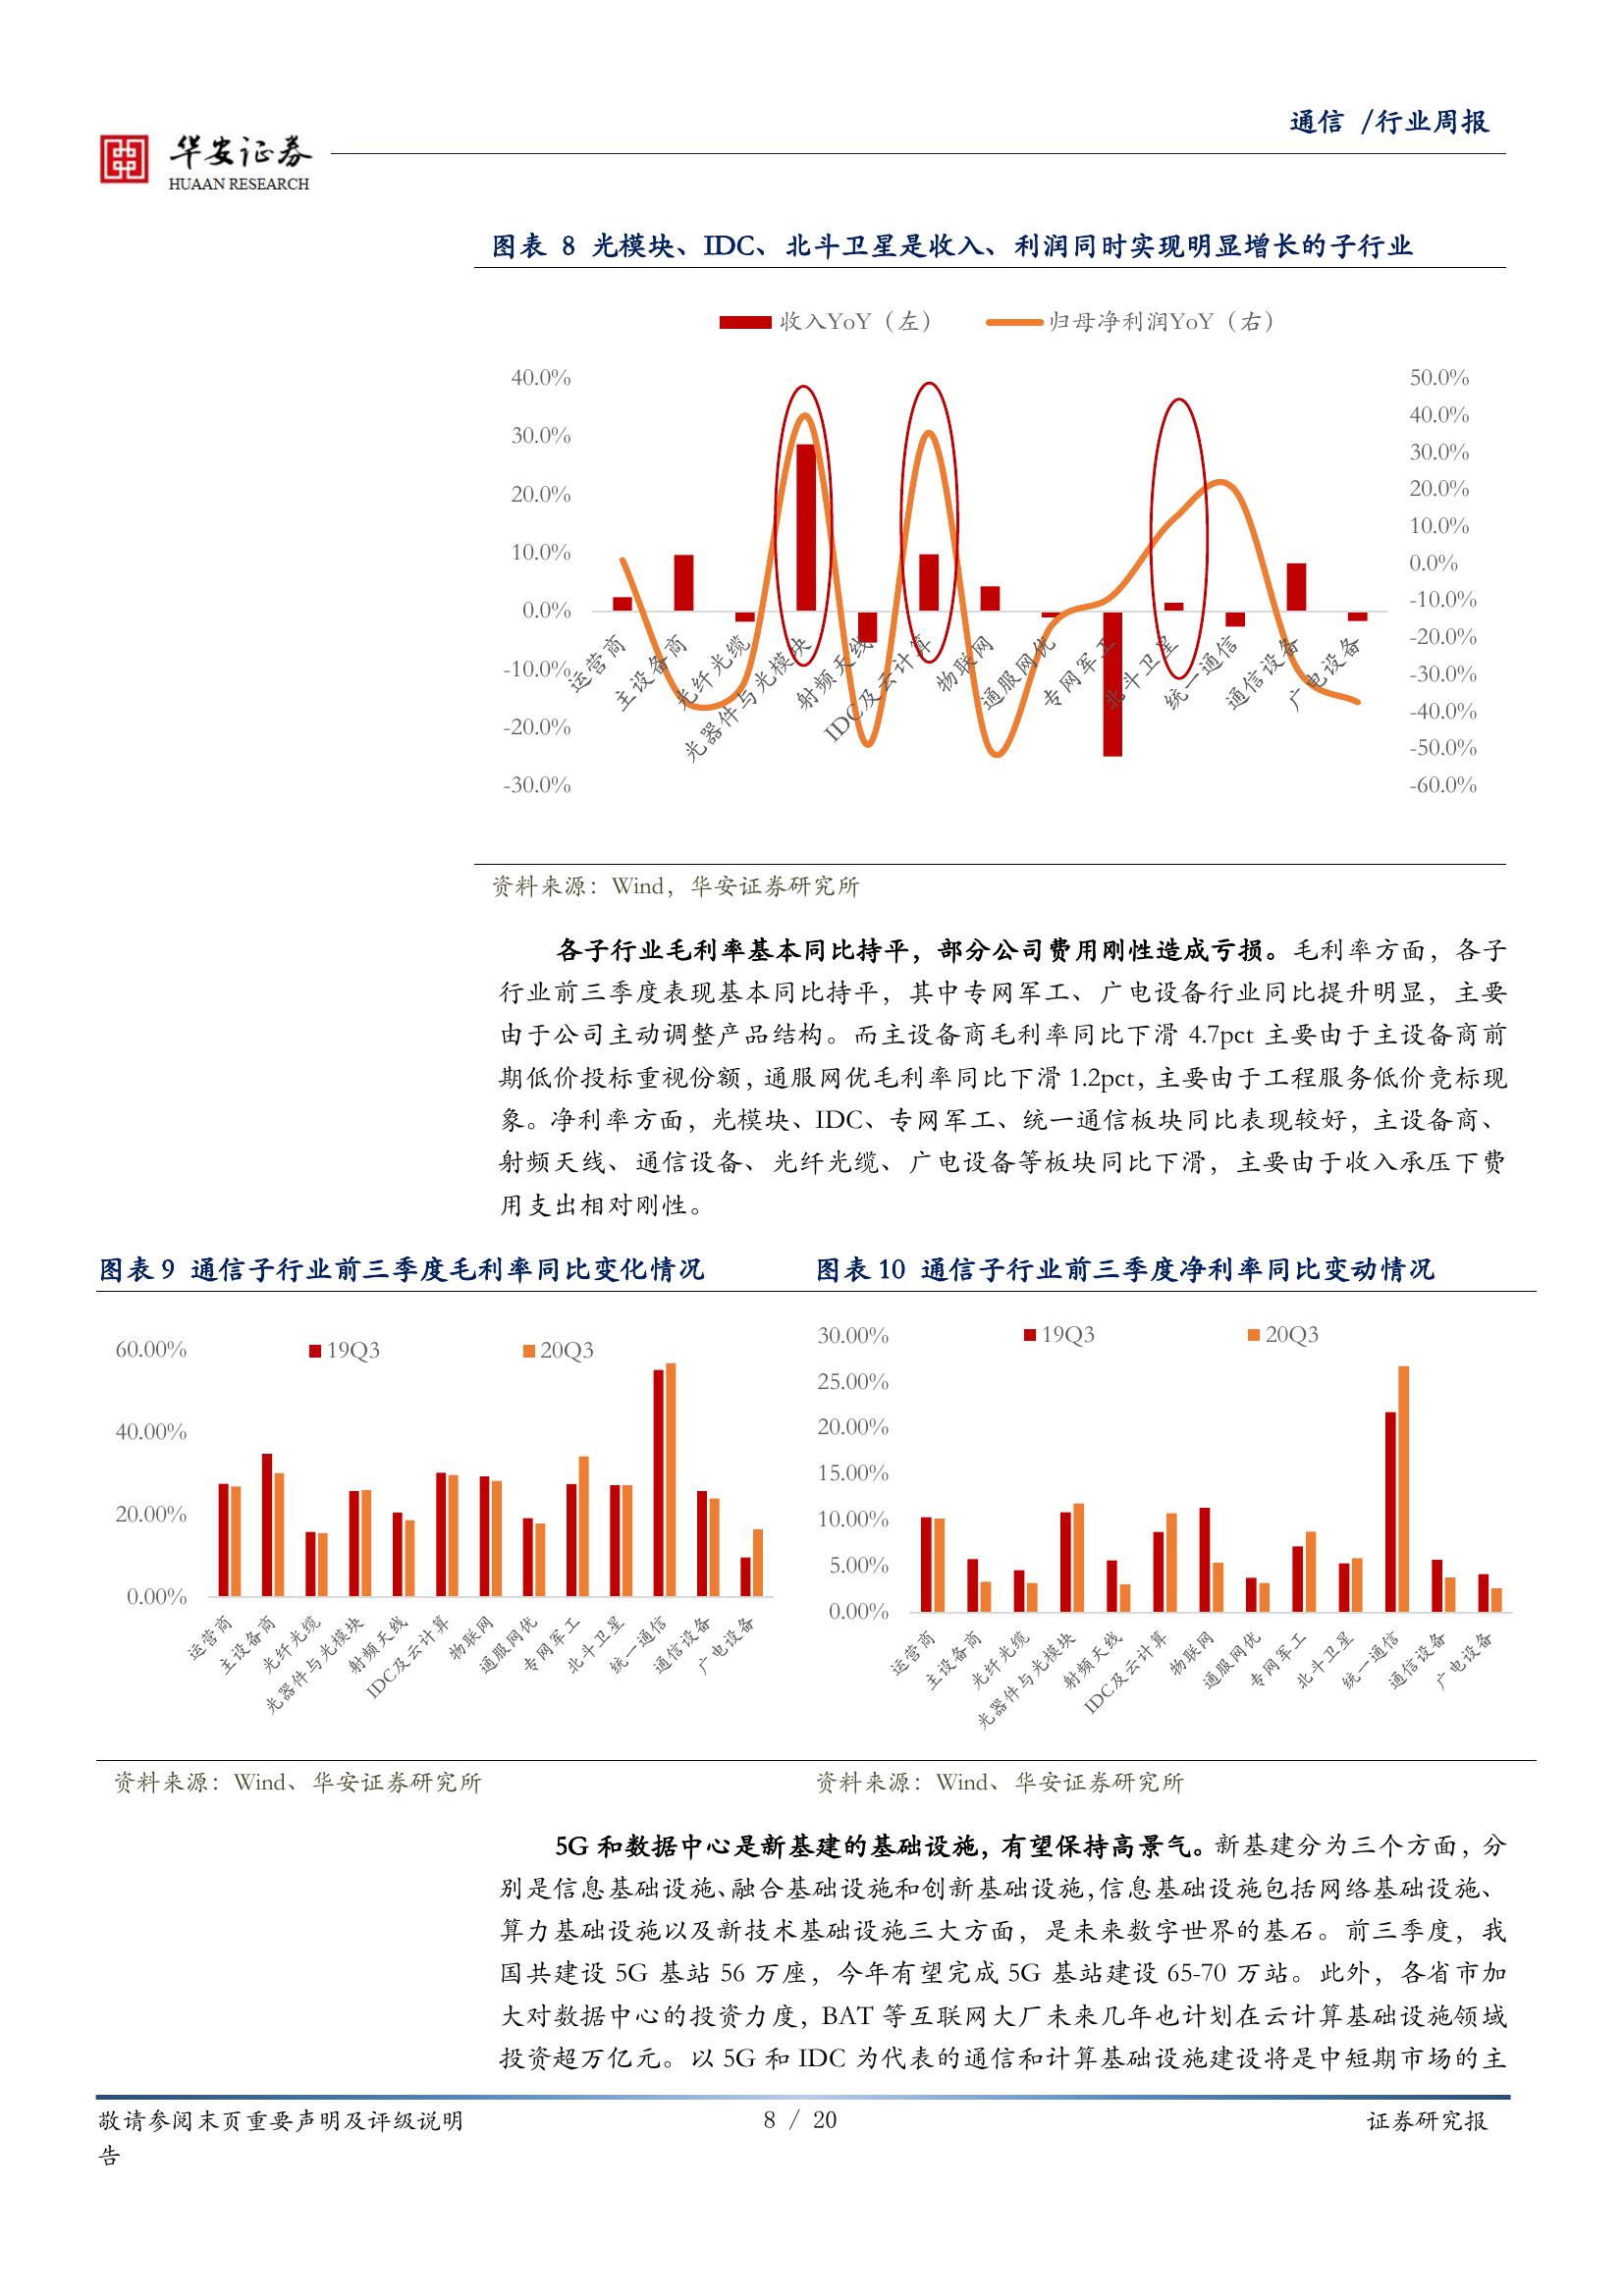 通信 /行业周报
华安证券
HUAAN RESEARCH
图表 8 光模块、IDC、北斗卫星是收入、利润同时实现明显增长的子行业
收入YoY（左）
归母净利润YoY（右）
40.0%
30.0%
20.0%
10.0%
0.0%
-10.0%
-20.0%
-30.0%
50.0%
40.0%
30.0%
20.0%
10.0%
0.0%
-10.0%
-20.0%
-30.0%
-40.0%
-50.0%
-60.0%
运营商
主设备商
光纤光缆
光器件与光模块
射频天线
IDC及云计算
物联网
通服网优
专网军工
北斗卫星
统一通信
通信设备
广电设备
资料来源：Wind，华安证券研究所
各子行业毛利率基本同比持平，部分公司费用刚性造成亏损。毛利率方面，各子
行业前三季度表现基本同比持平，其中专网军工、广电设备行业同比提升明显，主要
由于公司主动调整产品结构。而主设备商毛利率同比下滑 4.7pct 主要由于主设备商前
期低价投标重视份额，通服网优毛利率同比下滑 1.2pct，主要由于工程服务低价竞标现
象。净利率方面，光模块、IDC、专网军工、统一通信板块同比表现较好，主设备商、
射频天线、通信设备、光纤光缆、广电设备等板块同比下滑，主要由于收入承压下费
用支出相对刚性。
图表 9 通信子行业前三季度毛利率同比变化情况
19Q3
20Q3
60.00%
40.00%
20.00%
0.00%
运营商
主设备商
光纤光缆
光器件与光模块
射频天线
IDC及云计算
物联网
通服网优
专网军工
北斗卫星
统一通信
通信设备
广电设备
资料来源：Wind、华安证券研究所
图表 10 通信子行业前三季度净利率同比变动情况
19Q3
20Q3
30.00%
25.00%
20.00%
15.00%
10.00%
5.00%
0.00%
运营商
主设备商
光纤光缆
光器件与光模块
射频天线
IDC及云计算
物联网
通服网优
专网军工
北斗卫星
统一通信
通信设备
广电设备
资料来源：Wind、华安证券研究所
5G 和数据中心是新基建的基础设施，有望保持高景气。新基建分为三个方面，分
别是信息基础设施、融合基础设施和创新基础设施，信息基础设施包括网络基础设施、
算力基础设施以及新技术基础设施三大方面，是未来数字世界的基石。前三季度，我
国共建设 5G 基站 56 万座，今年有望完成 5G 基站建设 65-70 万站。此外，各省市加
大对数据中心的投资力度，BAT 等互联网大厂未来几年也计划在云计算基础设施领域
投资超万亿元。以 5G 和 IDC 为代表的通信和计算基础设施建设将是中短期市场的主
敬请参阅末页重要声明及评级说明
8 / 20
证券研究报
告